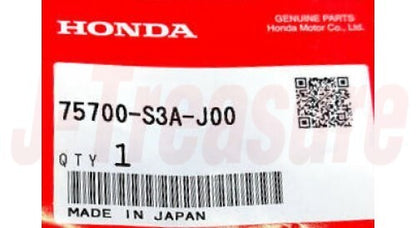 HONDA
GENUINE PARTS
Honda Motor Co., Ltd.
75700-S3A-J00
J-Treasure
QTY 1
MADE IN JAPAN